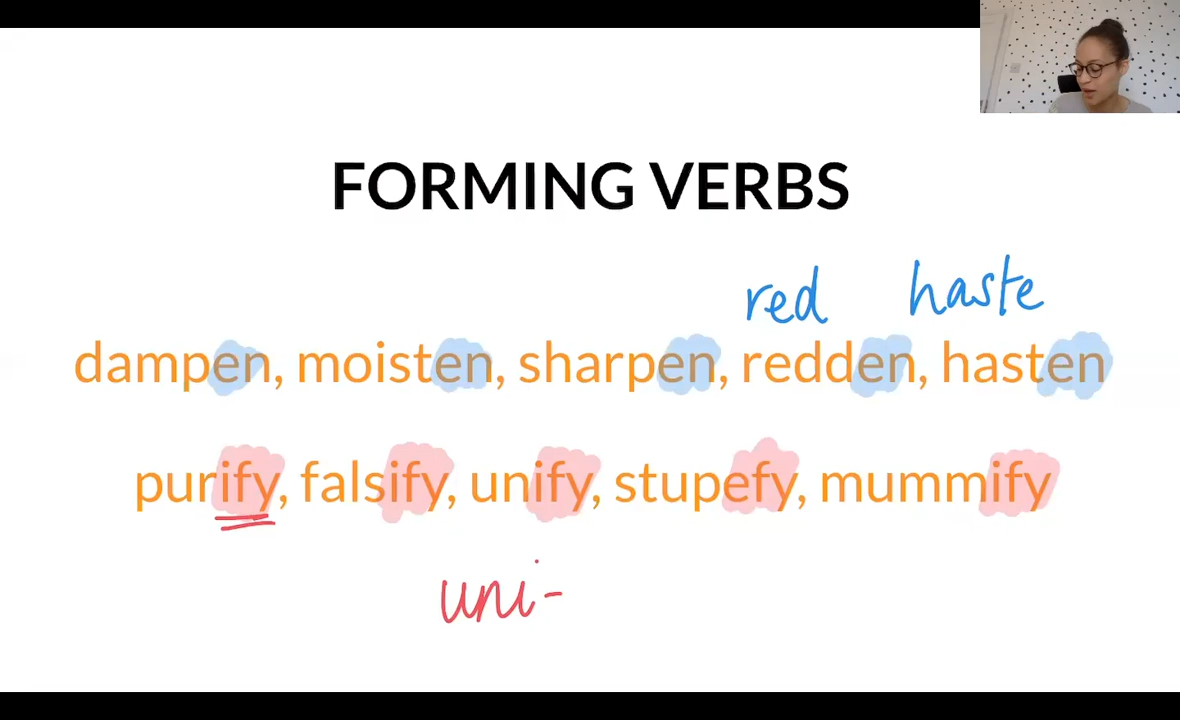 FORMING VERBS
red haste
dampen, moisten, sharpen, redden, hasten
purify, falsify, unify, stupefy, mummify
uni-